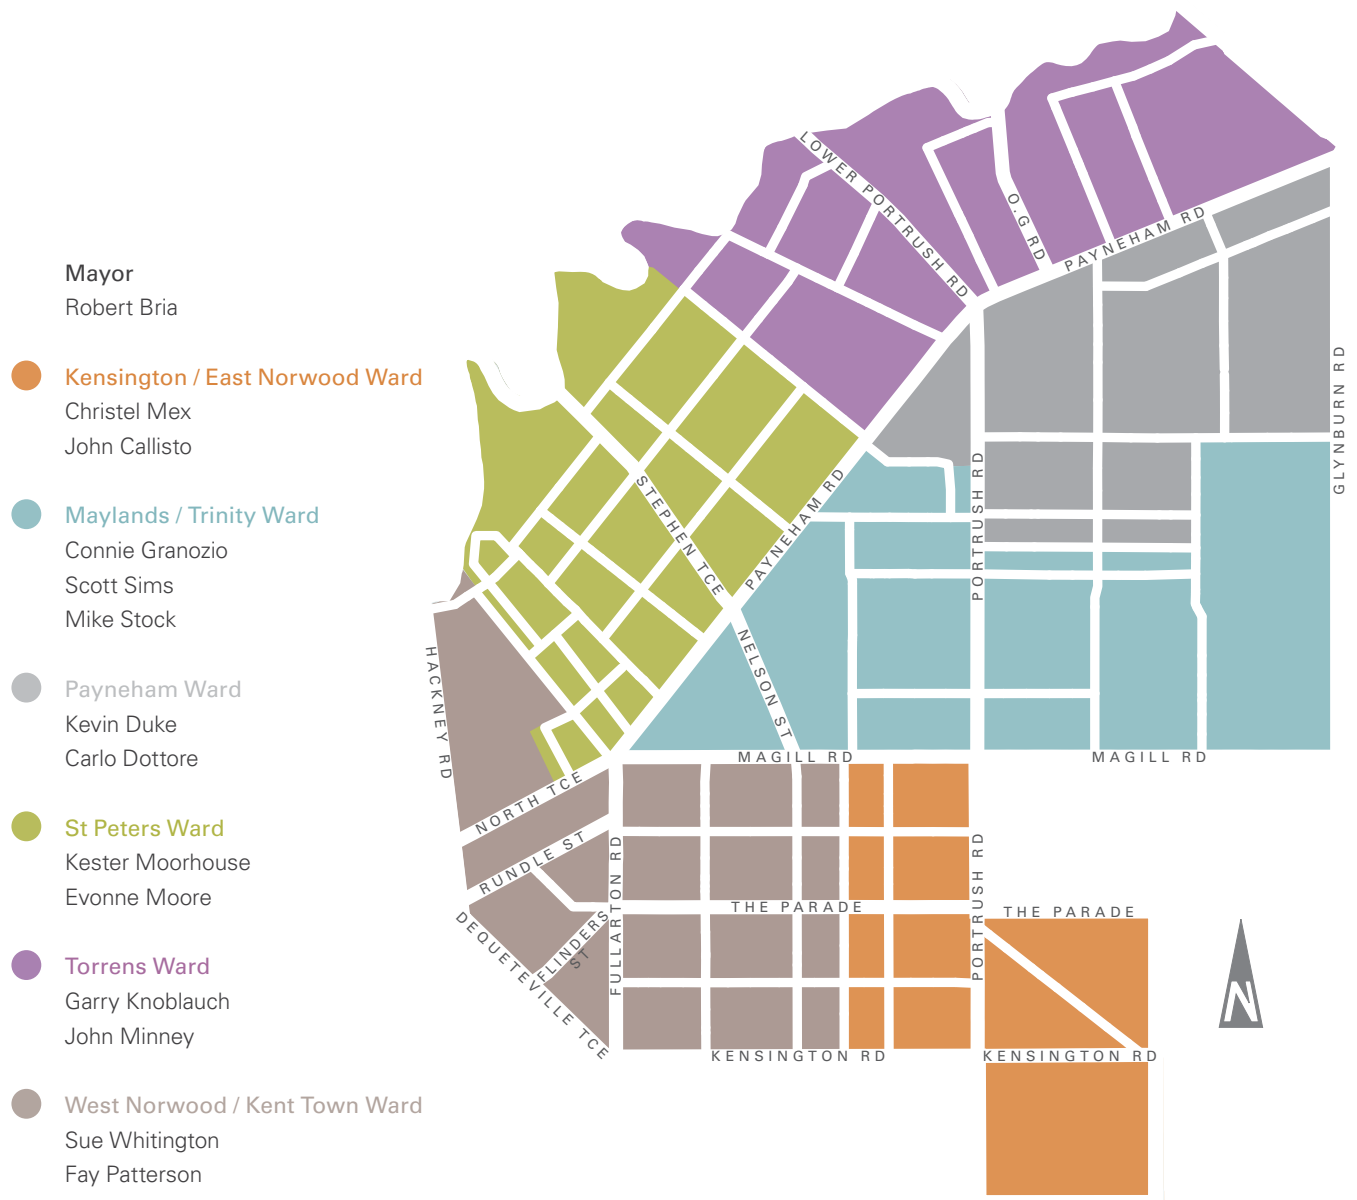 Mayor
Robert Bria
Kensington / East Norwood Ward
Christel Mex
John Callisto
Maylands / Trinity Ward
Connie Granozio
Scott Sims
Mike Stock
Payneham Ward
Kevin Duke
Carlo Dottore
St Peters Ward
Kester Moorhouse
Evonne Moore
Torrens Ward
Garry Knoblauch
John Minney
West Norwood / Kent Town Ward
Sue Whitington
Fay Patterson
LOWER PORTRUSH RD
O.G RD
PAYNEHAM RD
GLYNBURN RD
STEPHEN TCE
PAYNEHAM RD
PORTRUSH RD
NELSON ST
HACKNEY RD
MAGILL RD
MAGILL RD
NORTH TCE
RUNDLE ST
FULLARTON RD
PORTRUSH RD
THE PARADE
THE PARADE
DEQUETEVILLE TCE
FLINDERS
ST
KENSINGTON RD
KENSINGTON RD
N